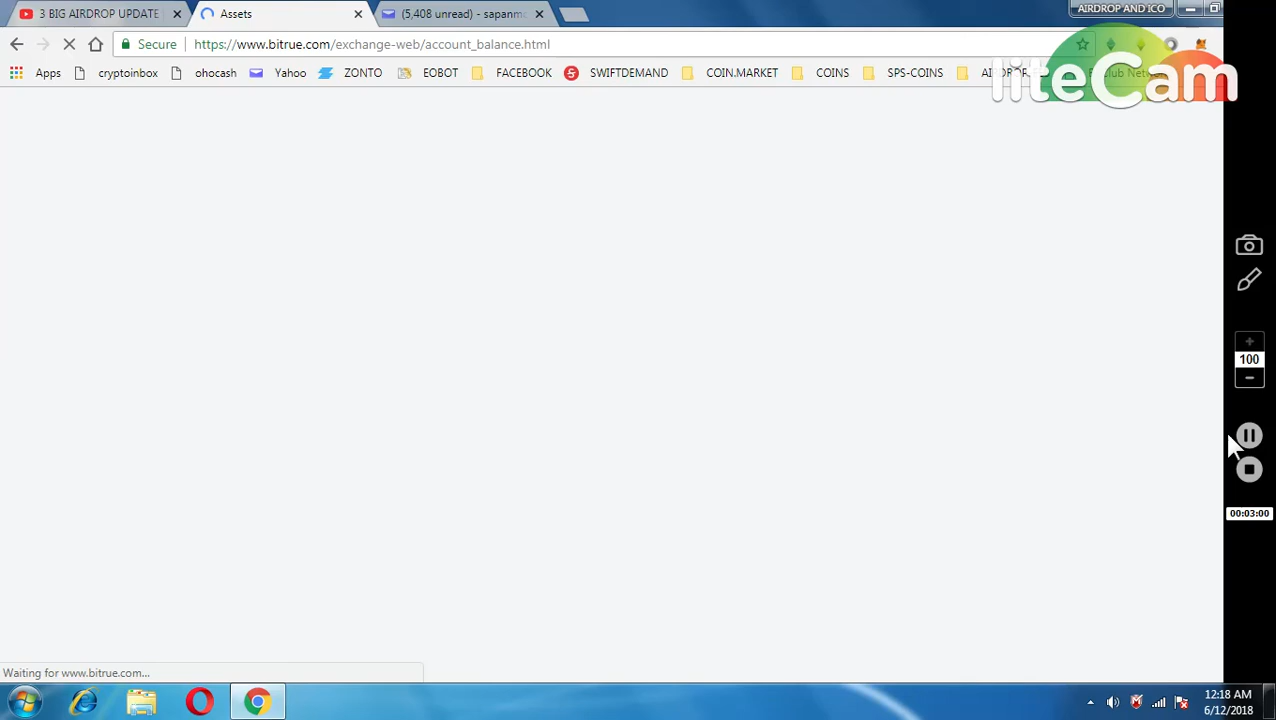 3 BIG AIRDROP UPDATE
Assets
(5,408 unread) - sapanm
AIRDROP AND ICO
Secure
https://www.bitrue.com/exchange-web/account_balance.html
Apps
cryptoinbox
ohocash
Yahoo
ZONTO
EOBOT
FACEBOOK
SWIFTDEMAND
COIN.MARKET
COINS
SPS-COINS
liteCam
100
00:03:00
Waiting for www.bitrue.com...
12:18 AM
6/12/2018